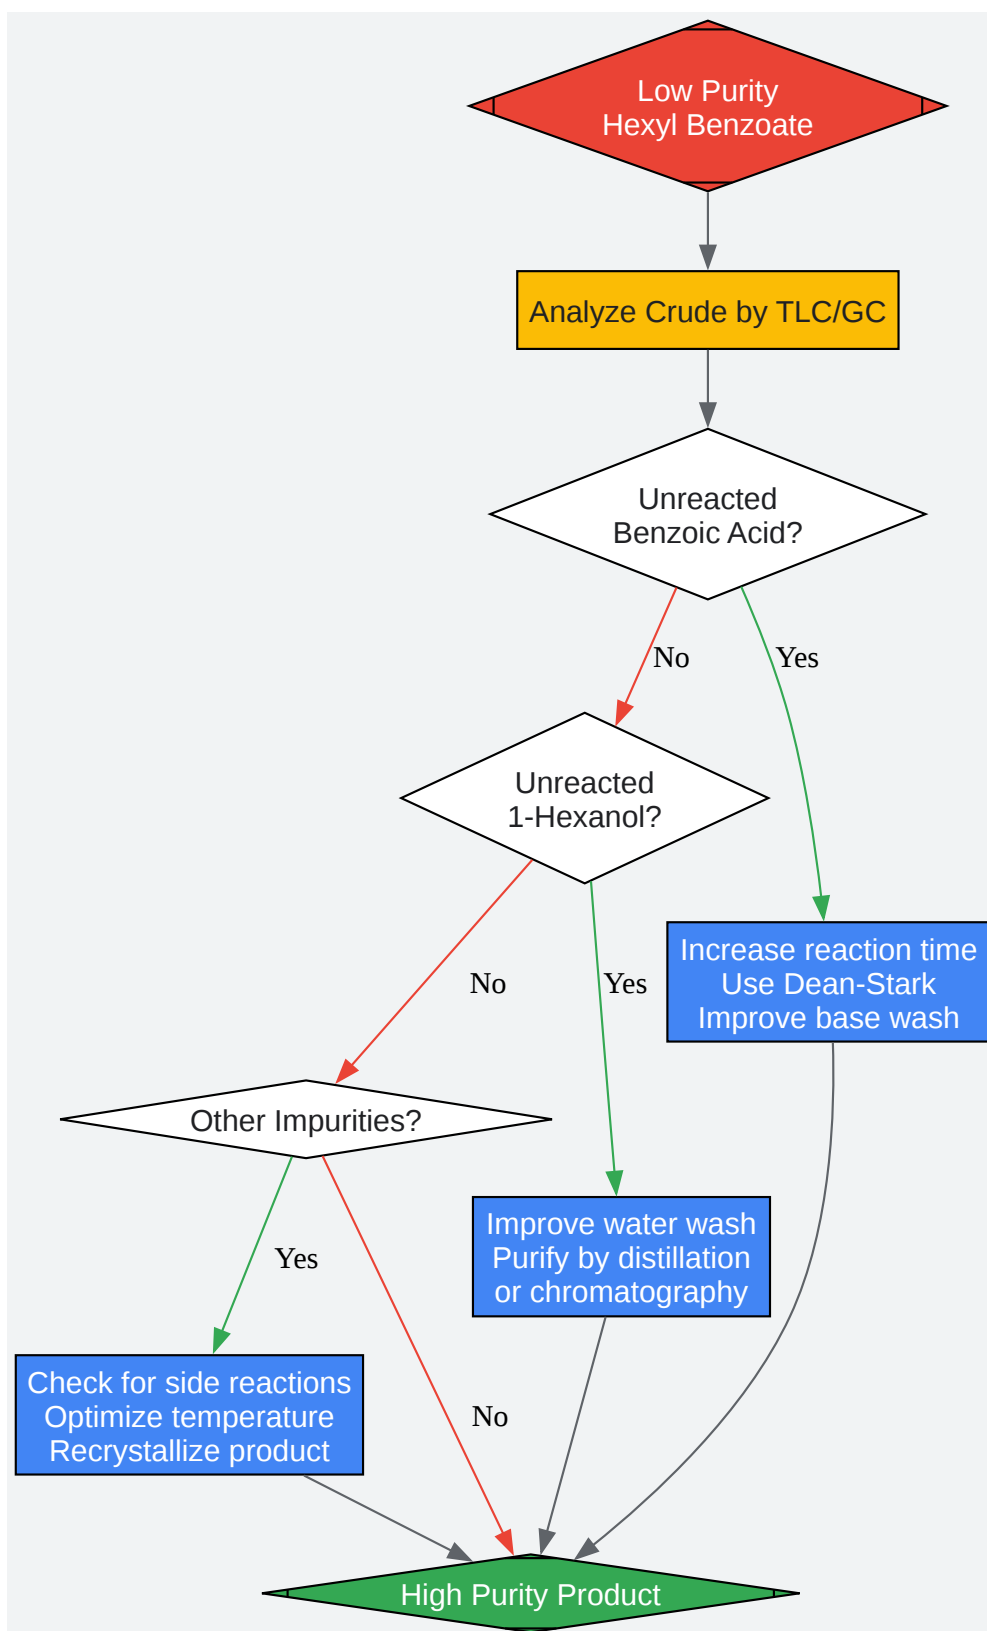 Low Purity
Hexyl Benzoate
Analyze Crude by TLC/GC
Unreacted
Benzoic Acid?
No
Yes
Unreacted
1-Hexanol?
Increase reaction time
Use Dean-Stark
Improve base wash
No
Yes
Other Impurities?
Improve water wash
Purify by distillation
or chromatography
Yes
Check for side reactions
Optimize temperature
Recrystallize product
No
High Purity Product